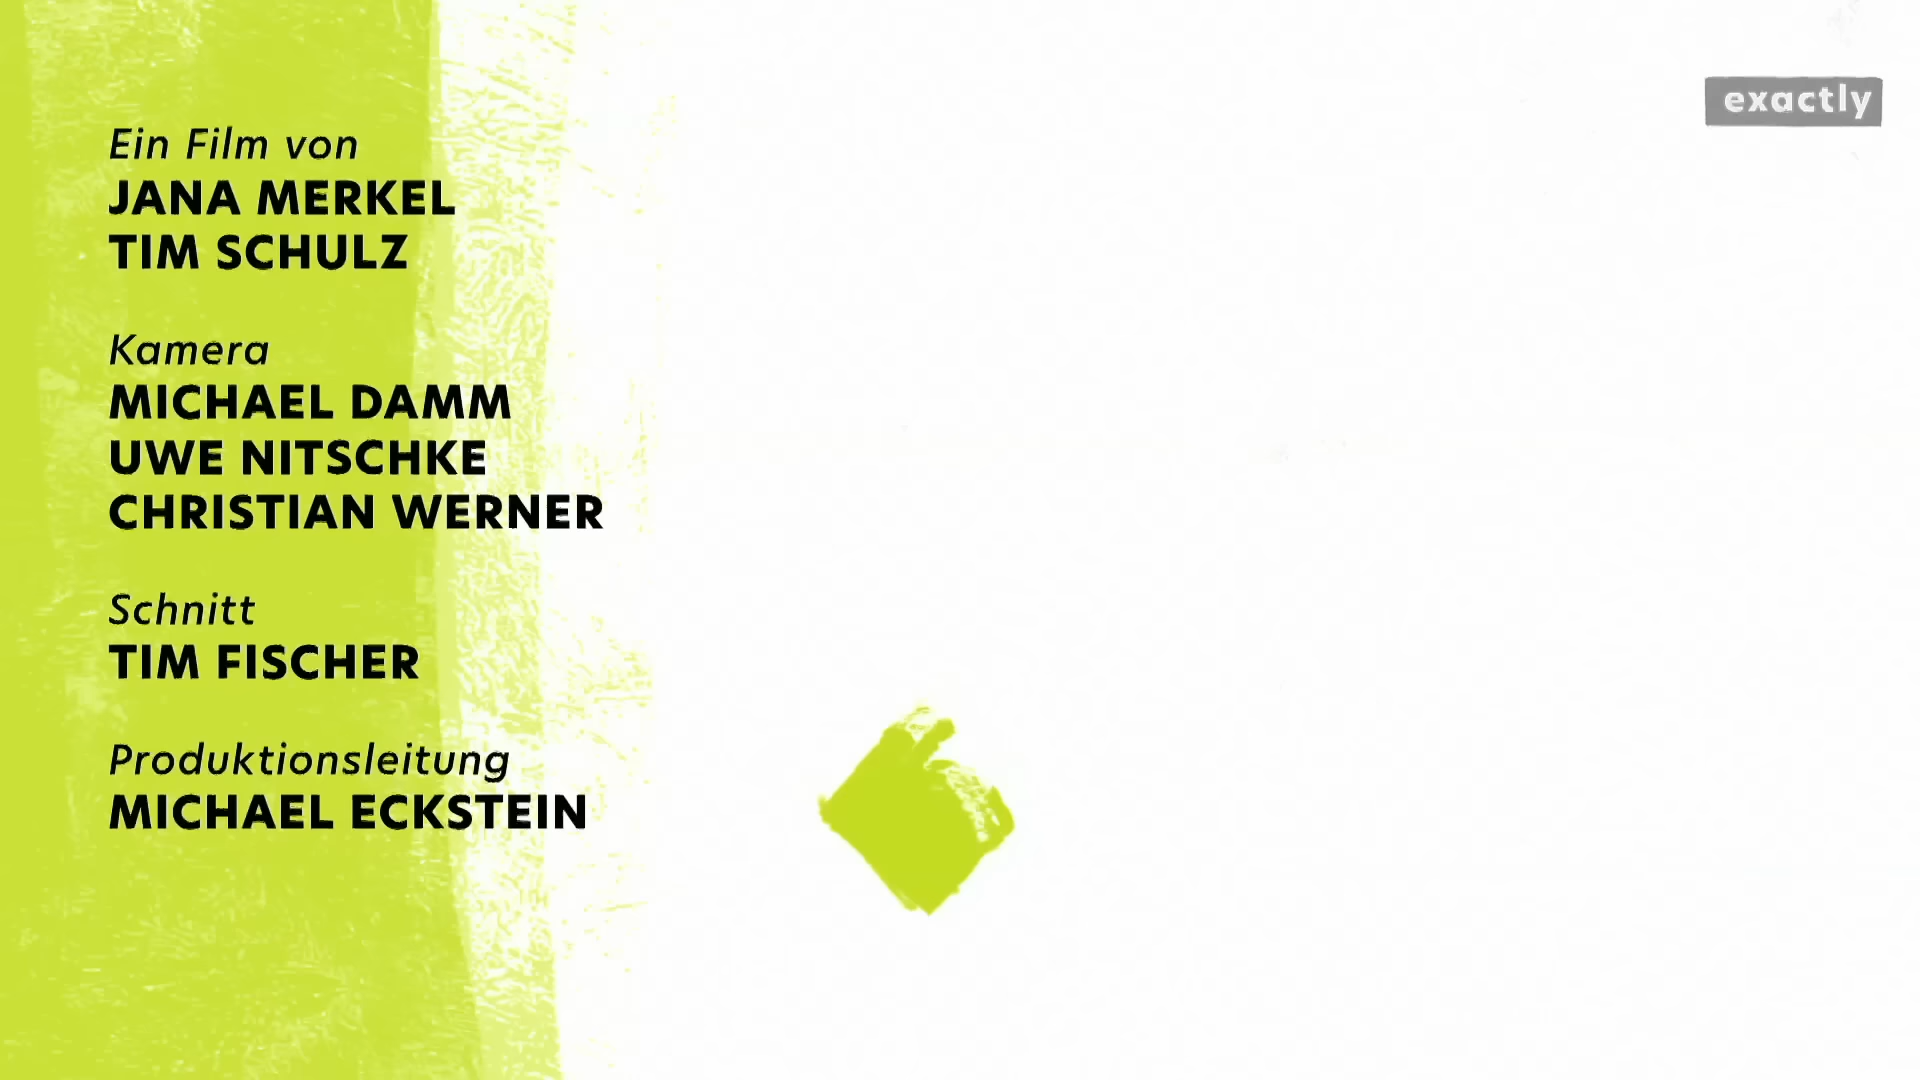 exactly
Ein Film von
JANA MERKEL
TIM SCHULZ
Kamera
MICHAEL DAMM
UWE NITSCHKE
CHRISTIAN WERNER
Schnitt
TIM FISCHER
Produktionsleitung
MICHAEL ECKSTEIN